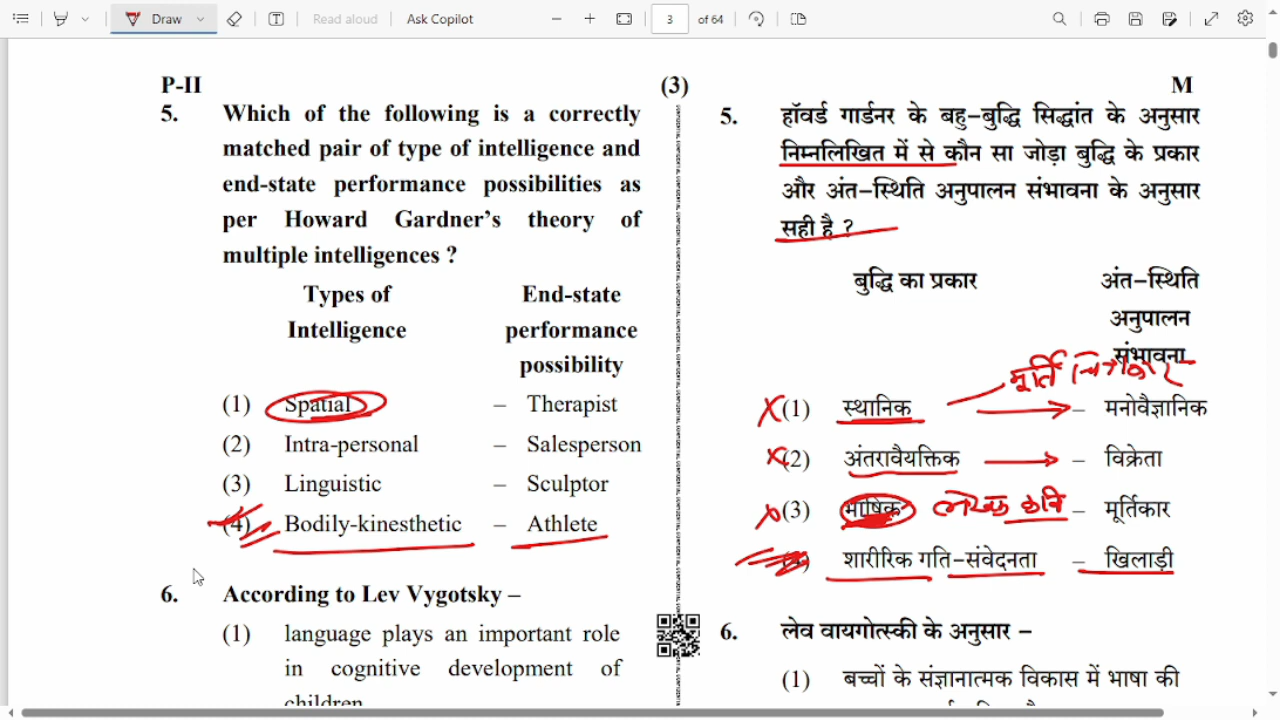 Draw
Read aloud
Ask Copilot
3
of 64
P-II
(3)
M
5.
Which of the following is a correctly
matched pair of type of intelligence and
end-state performance possibilities as
per Howard Gardner's theory of
multiple intelligences ?
Types of
Intelligence
End-state
performance
possibility
(1) Spatial – Therapist
(2) Intra-personal – Salesperson
(3) Linguistic – Sculptor
(4) Bodily-kinesthetic – Athlete
6. According to Lev Vygotsky –
(1) language plays an important role
in cognitive development of
children
5.
हॉवर्ड गार्डनर के बहु-बुद्धि सिद्धांत के अनुसार
निम्नलिखित में से कौन सा जोड़ा बुद्धि के प्रकार
और अंत-स्थिति अनुपालन संभावना के अनुसार
सही है ?
बुद्धि का प्रकार
अंत-स्थिति
अनुपालन
संभावना
मूर्ति चित्रकार
(1) स्थानिक – मनोवैज्ञानिक
(2) अंतरावैयक्तिक – विक्रेता
(3) भाषिक लेखक कवि – मूर्तिकार
शारीरिक गति-संवेदनता – खिलाड़ी
6. लेव वायगोत्स्की के अनुसार –
(1) बच्चों के संज्ञानात्मक विकास में भाषा की